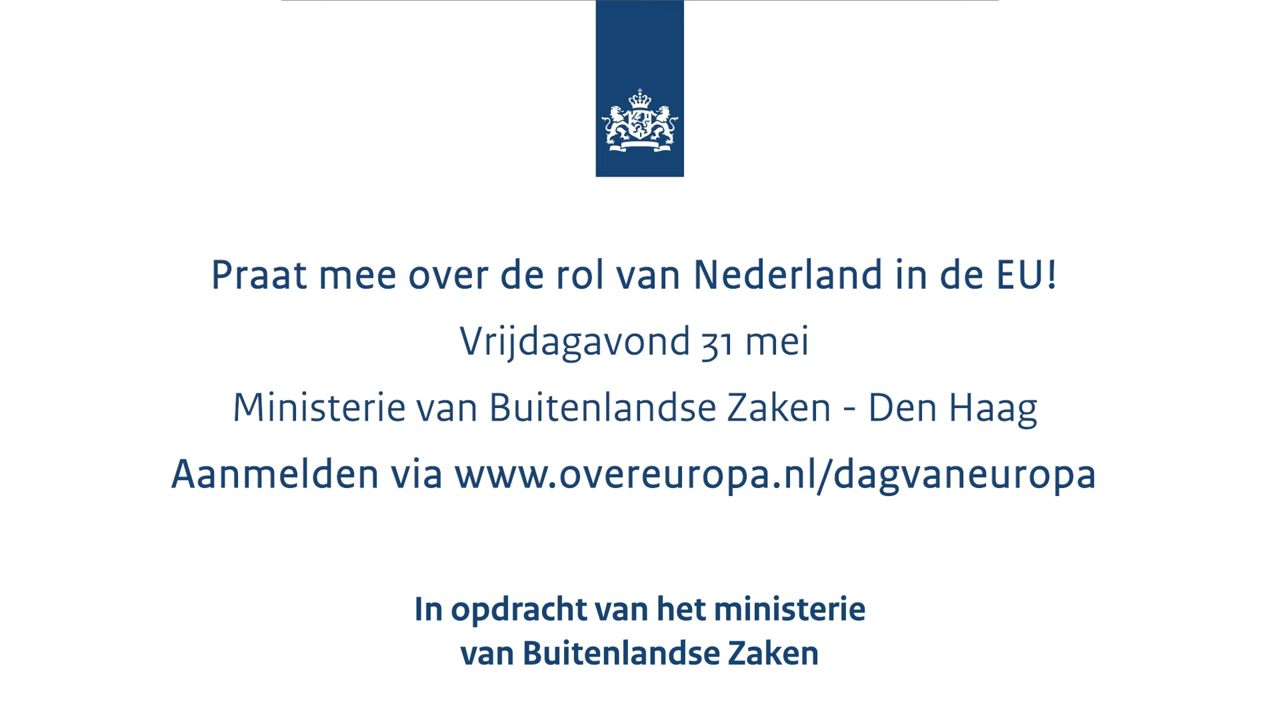 Praat mee over de rol van Nederland in de EU!
Vrijdagavond 31 mei
Ministerie van Buitenlandse Zaken - Den Haag
Aanmelden via www.overeuropa.nl/dagvaneuropa
In opdracht van het ministerie
van Buitenlandse Zaken